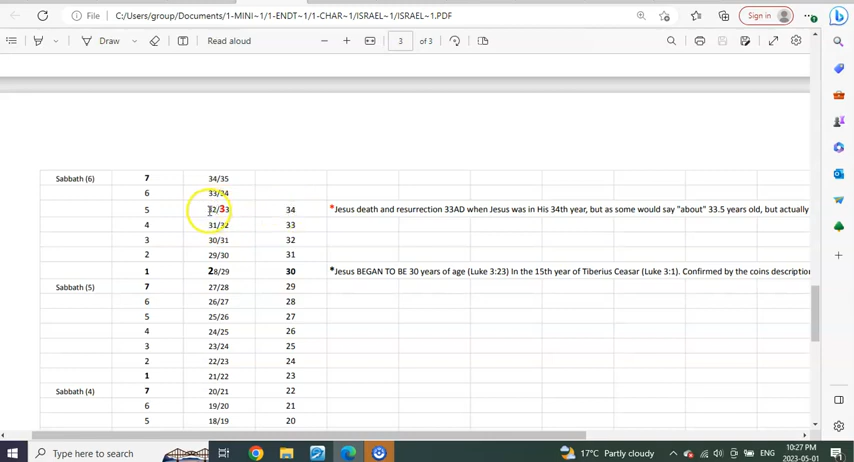 File C:/Users/group/Documents/1-MINI~1/1-ENDT~1/1-CHAR~1/ISRAEL~1/ISRAEL~1.PDF Sign in
Draw Read aloud 3 of 3
Sabbath (6) 7 34/35
6 33/34
5 32/33 34 *Jesus death and resurrection 33AD when Jesus was in His 34th year, but as some would say "about" 33.5 years old, but actually
4 31/32 33
3 30/31 32
2 29/30 31
1 28/29 30 *Jesus BEGAN TO BE 30 years of age (Luke 3:23) In the 15th year of Tiberius Ceasar (Luke 3:1). Confirmed by the coins description
Sabbath (5) 7 27/28 29
6 26/27 28
5 25/26 27
4 24/25 26
3 23/24 25
2 22/23 24
1 21/22 23
Sabbath (4) 7 20/21 22
6 19/20 21
5 18/19 20
Type here to search 17°C Partly cloudy ENG 10:27 PM
2023-05-01